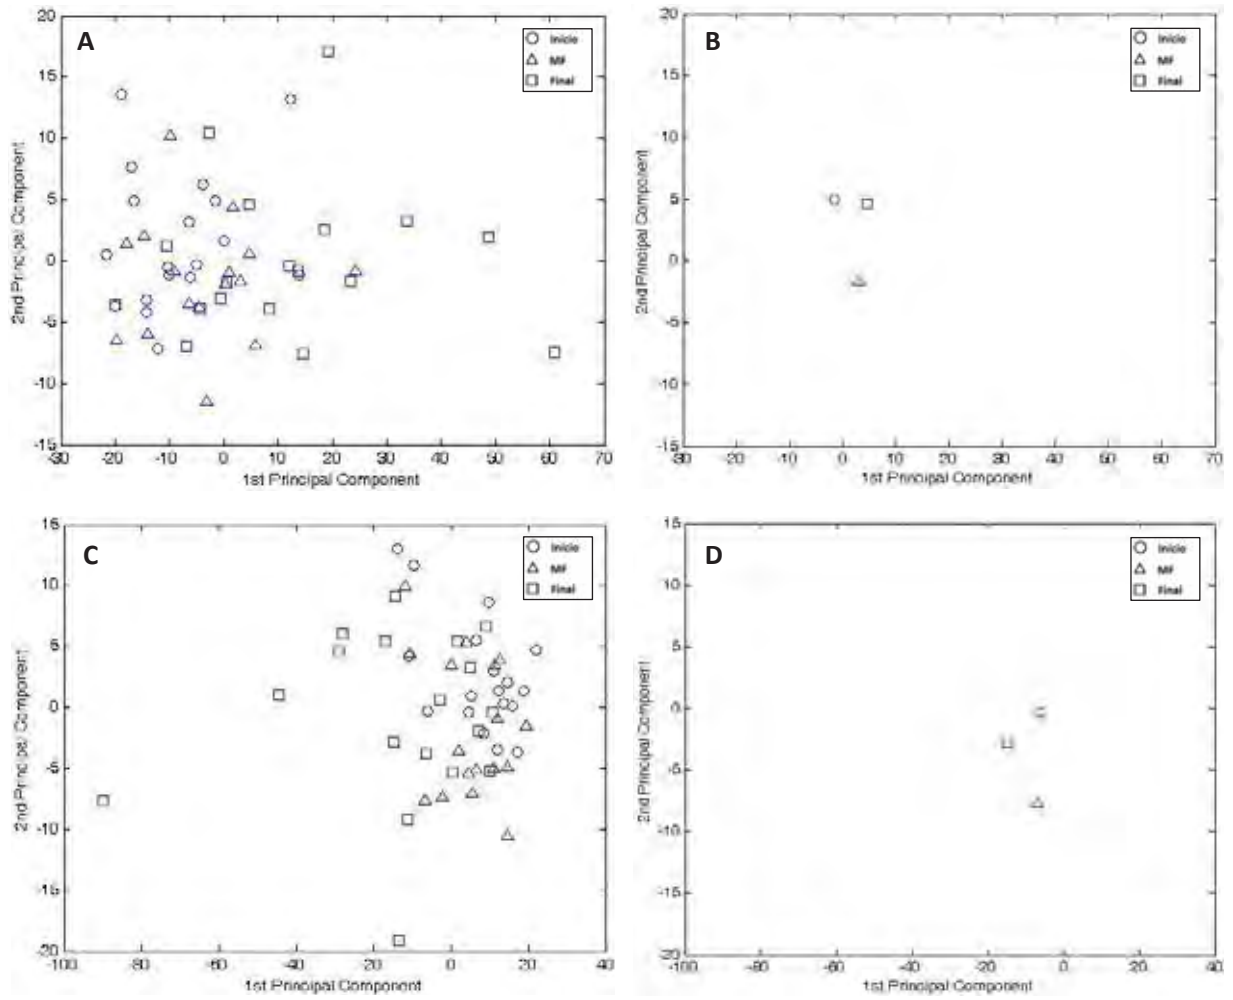 A
Inicio
MF
Final
20
15
10
5
0
-5
-10
-15
2nd Principal Component
-30 -20 -10 0 10 20 30 40 50 60 70
1st Principal Component
B
Inicio
MF
Final
20
15
10
5
0
-5
-10
-15
2nd Principal Component
-30 -20 -10 0 10 20 30 40 50 60 70
1st Principal Component
C
Inicio
MF
Final
15
10
5
0
-5
-10
-15
-20
2nd Principal Component
-100 -80 -60 -40 -20 0 20 40
1st Principal Component
D
Inicio
MF
Final
15
10
5
0
-5
-10
-15
-20
2nd Principal Component
-100 -80 -60 -40 -20 0 20 40
1st Principal Component